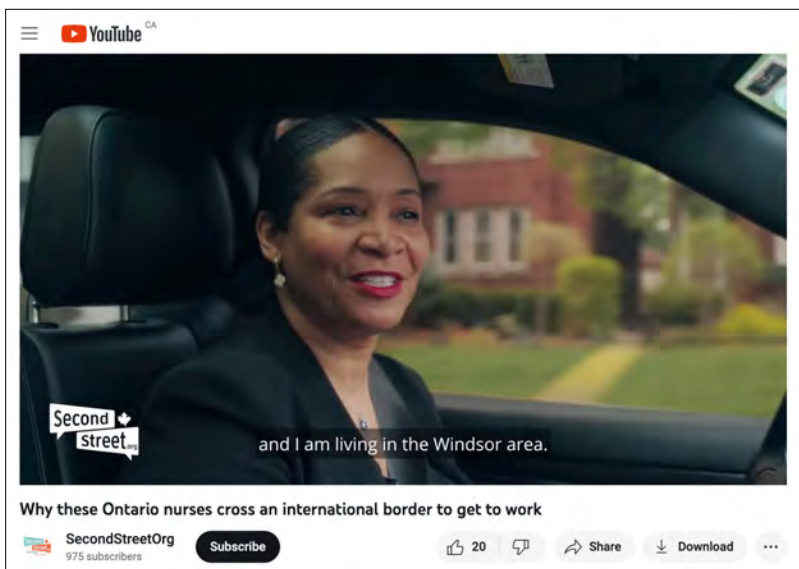 YouTube CA
Second
Street.org
and I am living in the Windsor area.
Why these Ontario nurses cross an international border to get to work
SecondStreetOrg
975 subscribers
Subscribe
20
Share
Download